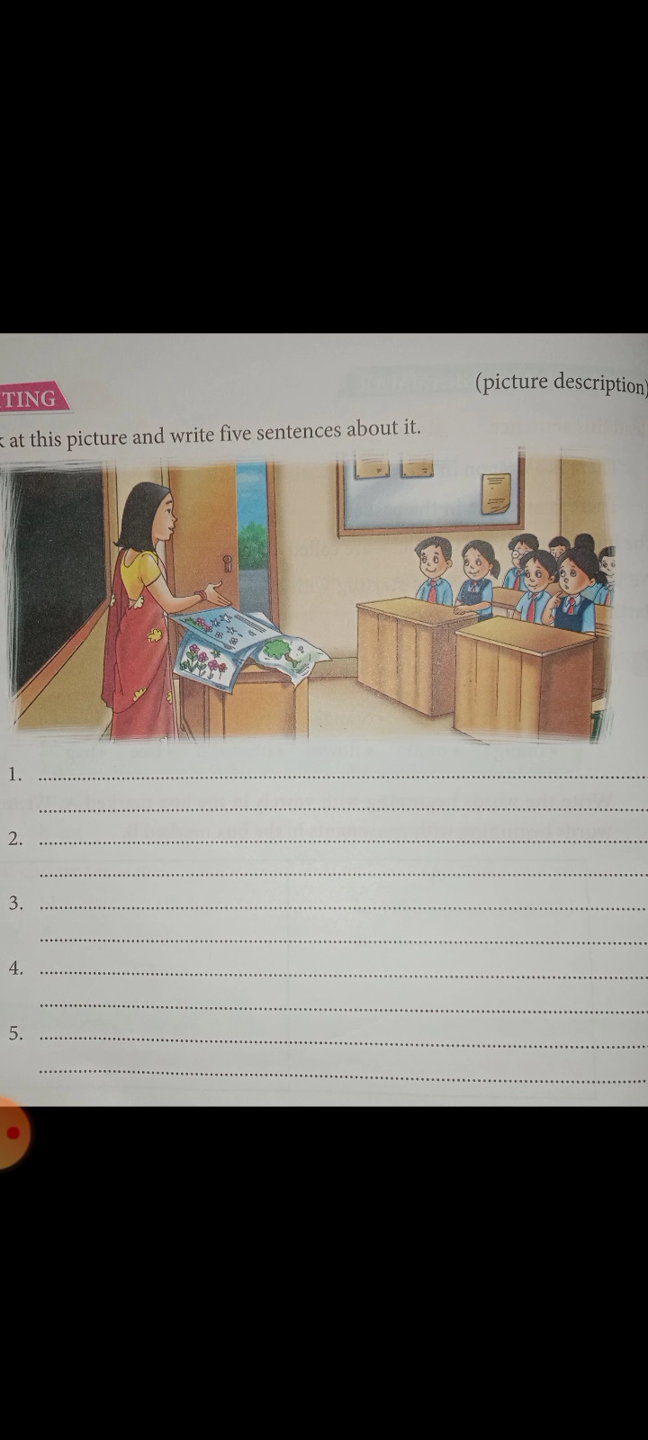 TING
(picture description)
at this picture and write five sentences about it.
1.
2.
3.
4.
5.